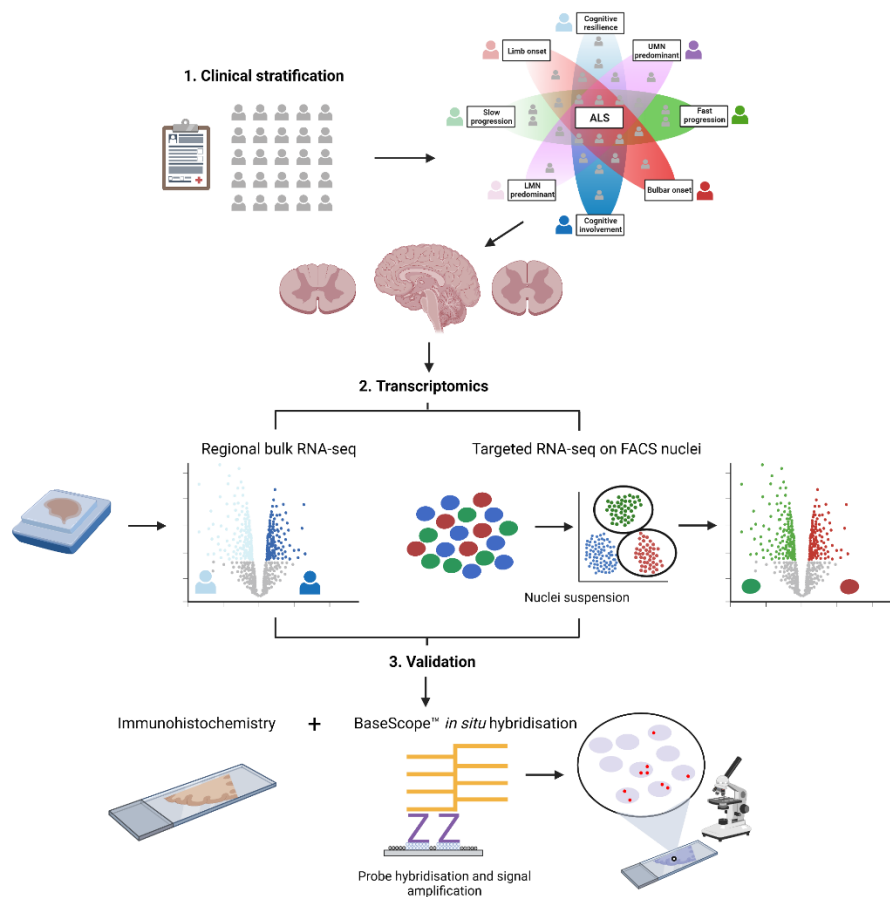 1. Clinical stratification
Cognitive
resilience
Limb onset
UMN
predominant
Slow
progression
ALS
Fast
progression
LMN
predominant
Bulbar onset
Cognitive
involvement
2. Transcriptomics
Regional bulk RNA-seq
Targeted RNA-seq on FACS nuclei
Nuclei suspension
3. Validation
Immunohistochemistry
+
BaseScope™ in situ hybridisation
Z Z
Probe hybridisation and signal
amplification